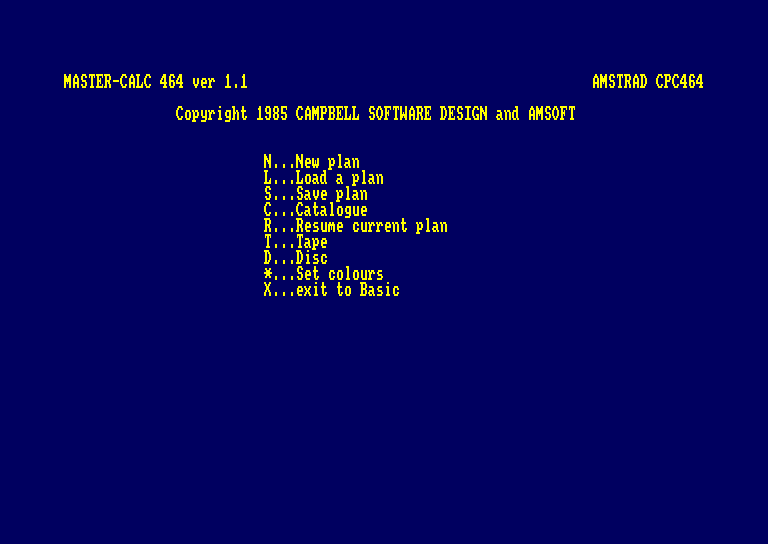 MASTER-CALC 464 ver 1.1 AMSTRAD CPC464
Copyright 1985 CAMPBELL SOFTWARE DESIGN and AMSOFT
N...New plan
L...Load a plan
S...Save plan
C...Catalogue
R...Resume current plan
T...Tape
D...Disc
*...Set colours
X...exit to Basic